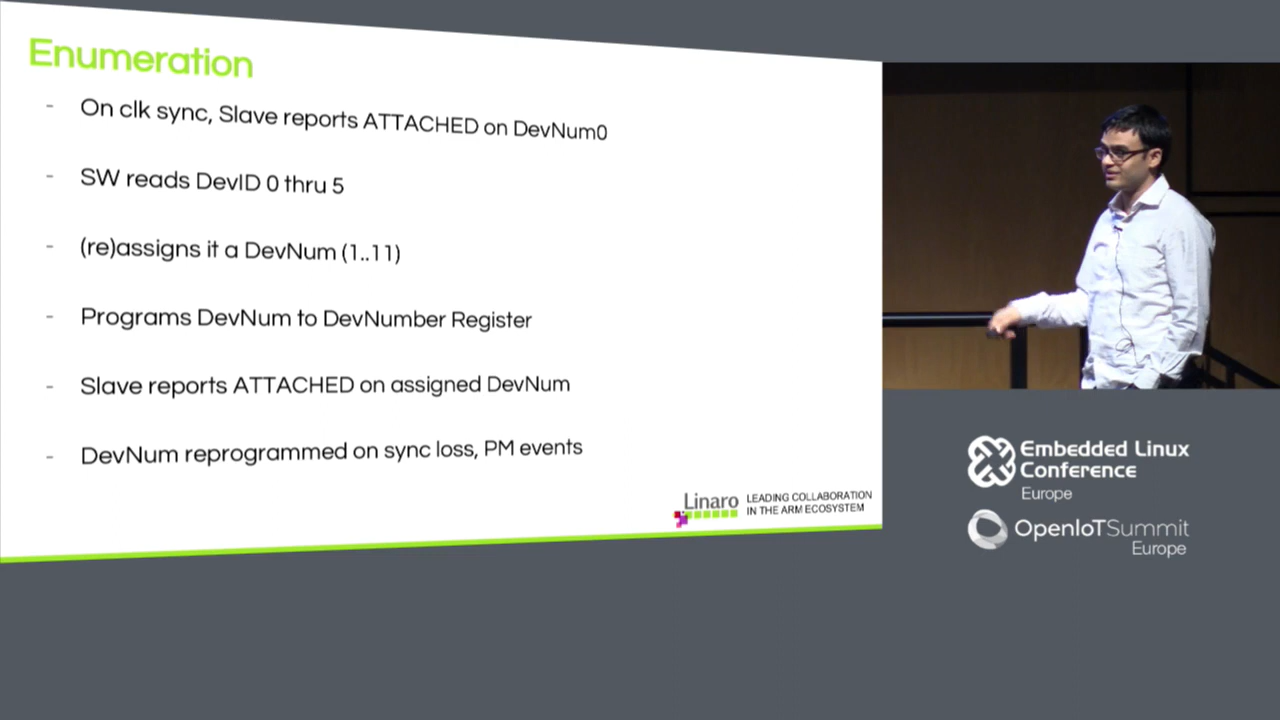 Enumeration
- On clk sync, Slave reports ATTACHED on DevNum0
- SW reads DevID 0 thru 5
- (re)assigns it a DevNum (1..11)
- Programs DevNum to DevNumber Register
- Slave reports ATTACHED on assigned DevNum
- DevNum reprogrammed on sync loss, PM events
Linaro
LEADING COLLABORATION
IN THE ARM ECOSYSTEM
Embedded Linux
Conference
Europe
OpenIoTSummit
Europe